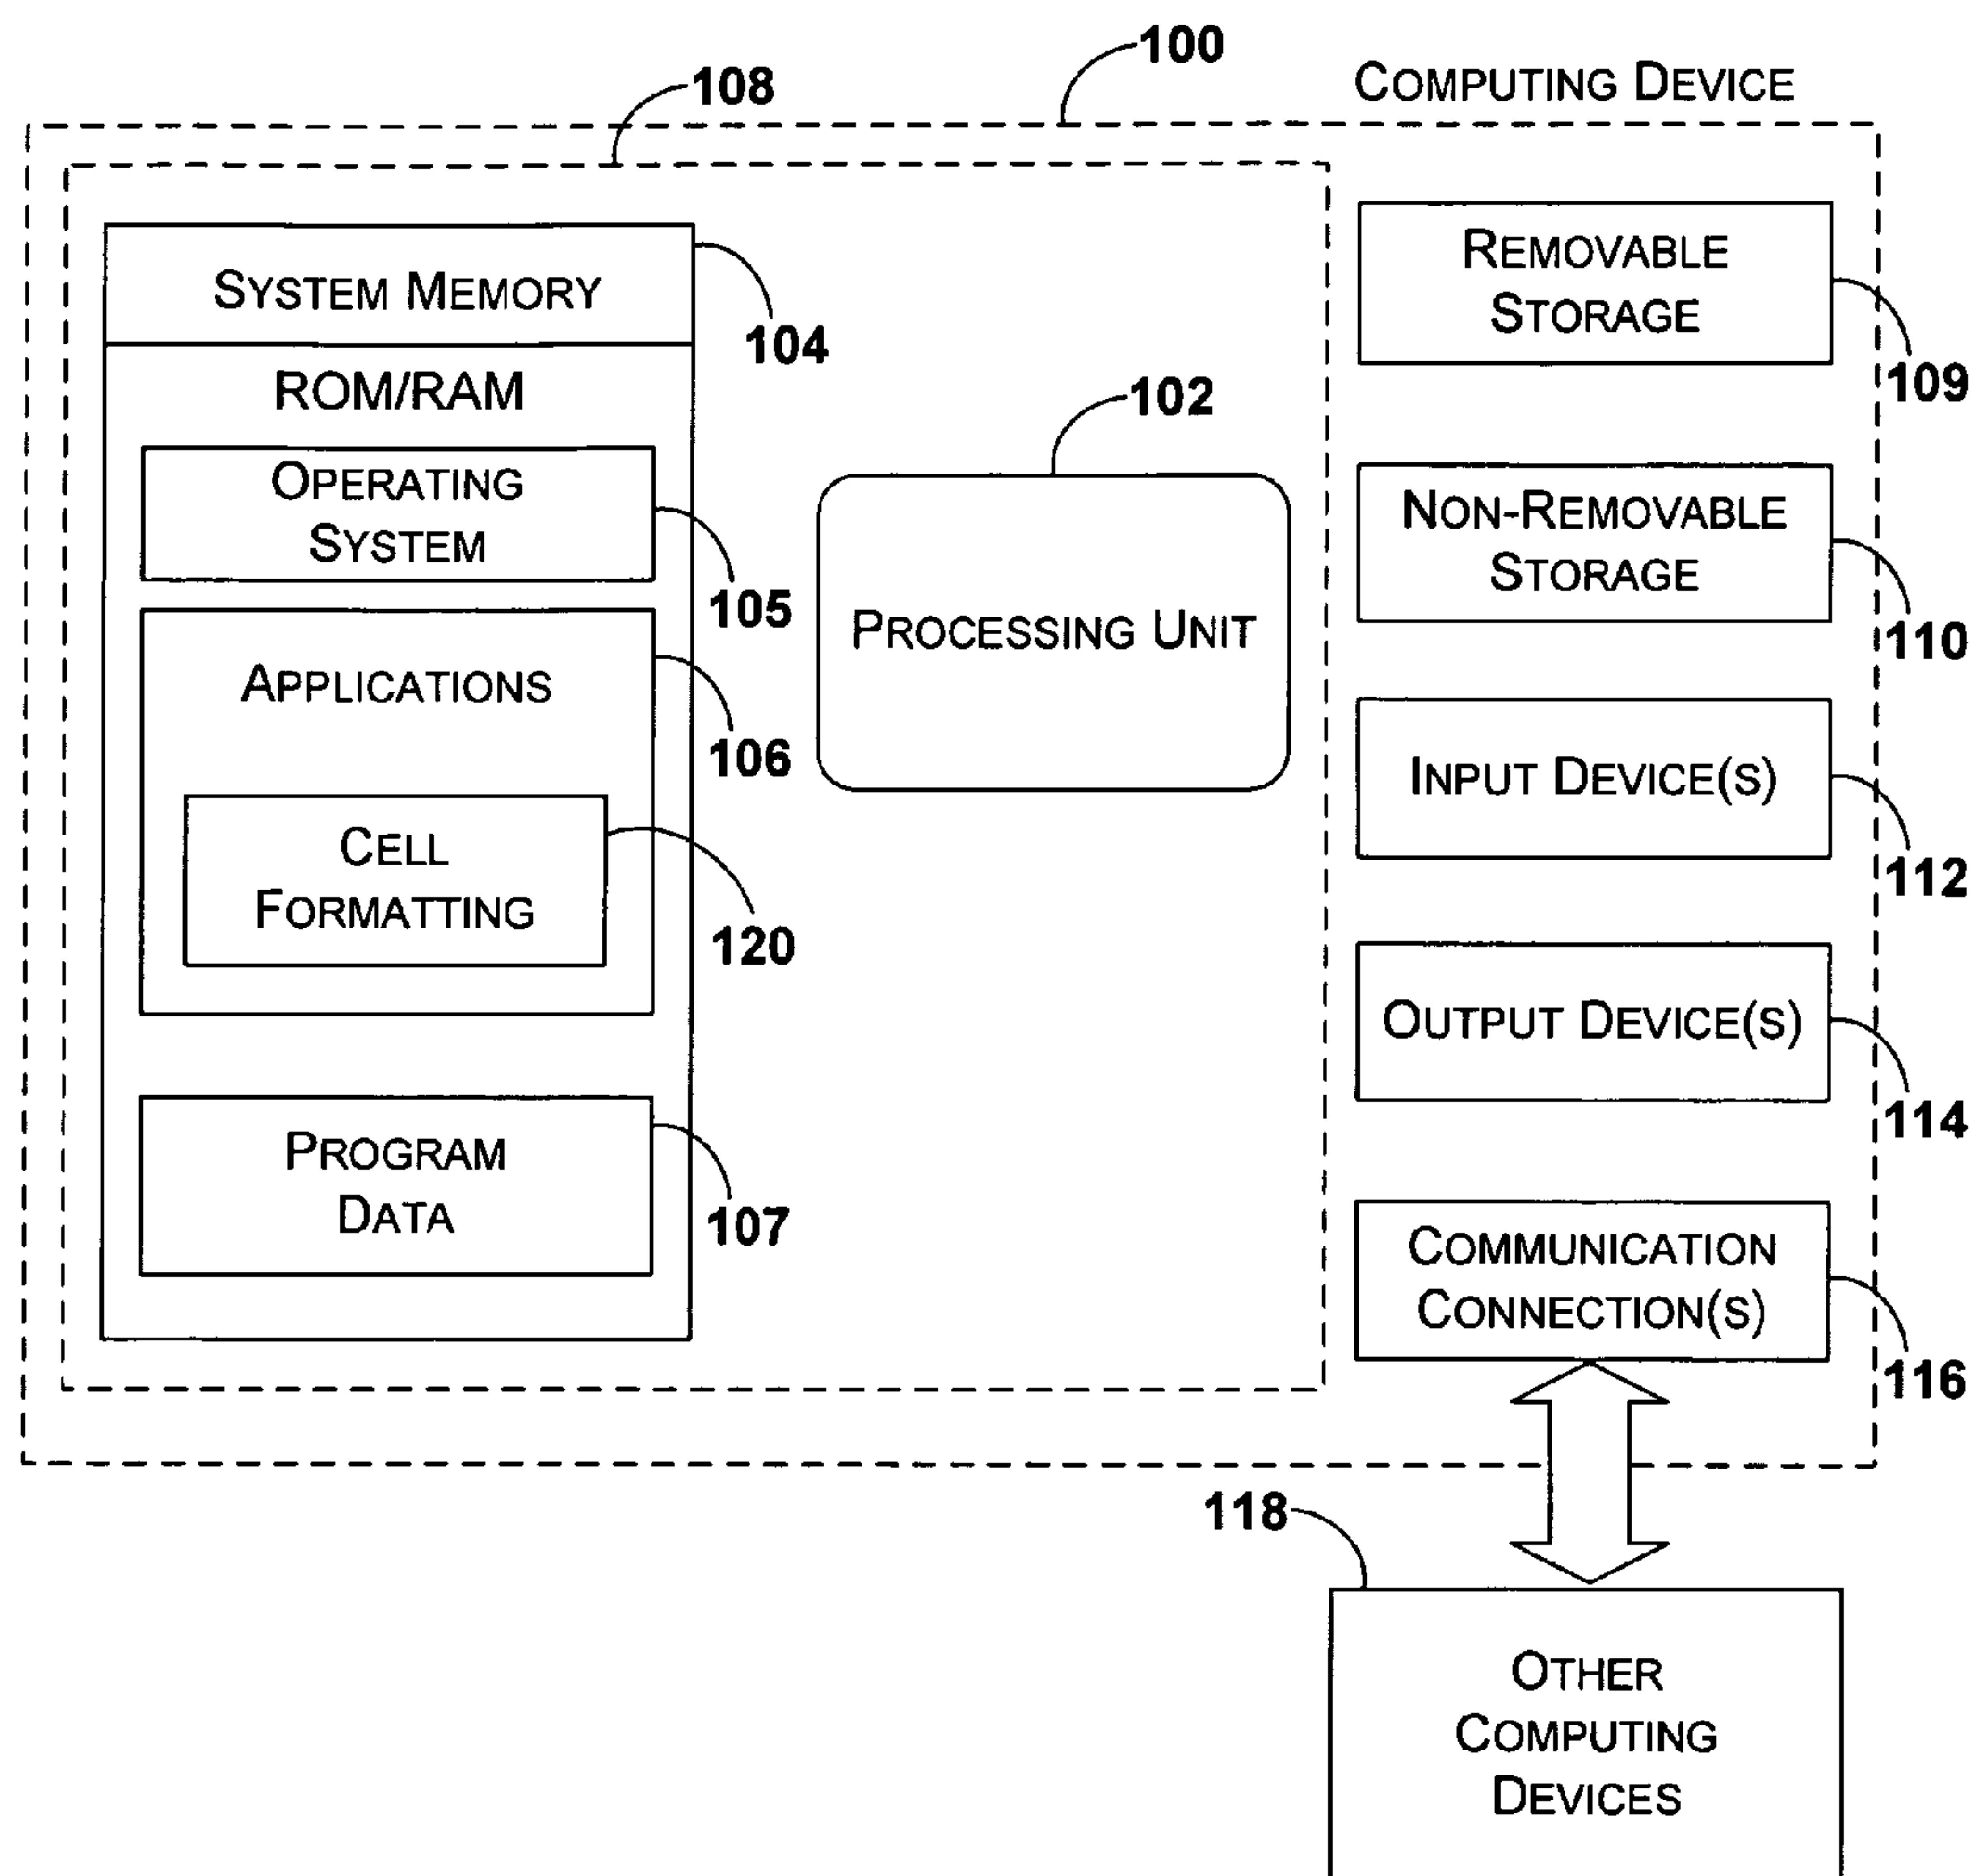 100
108
COMPUTING DEVICE
SYSTEM MEMORY
104
ROM/RAM
OPERATING
SYSTEM
105
APPLICATIONS
106
CELL
FORMATTING
120
PROGRAM
DATA
107
102
PROCESSING UNIT
REMOVABLE
STORAGE
109
NON-REMOVABLE
STORAGE
110
INPUT DEVICE(S)
112
OUTPUT DEVICE(S)
114
COMMUNICATION
CONNECTION(S)
116
118
OTHER
COMPUTING
DEVICES